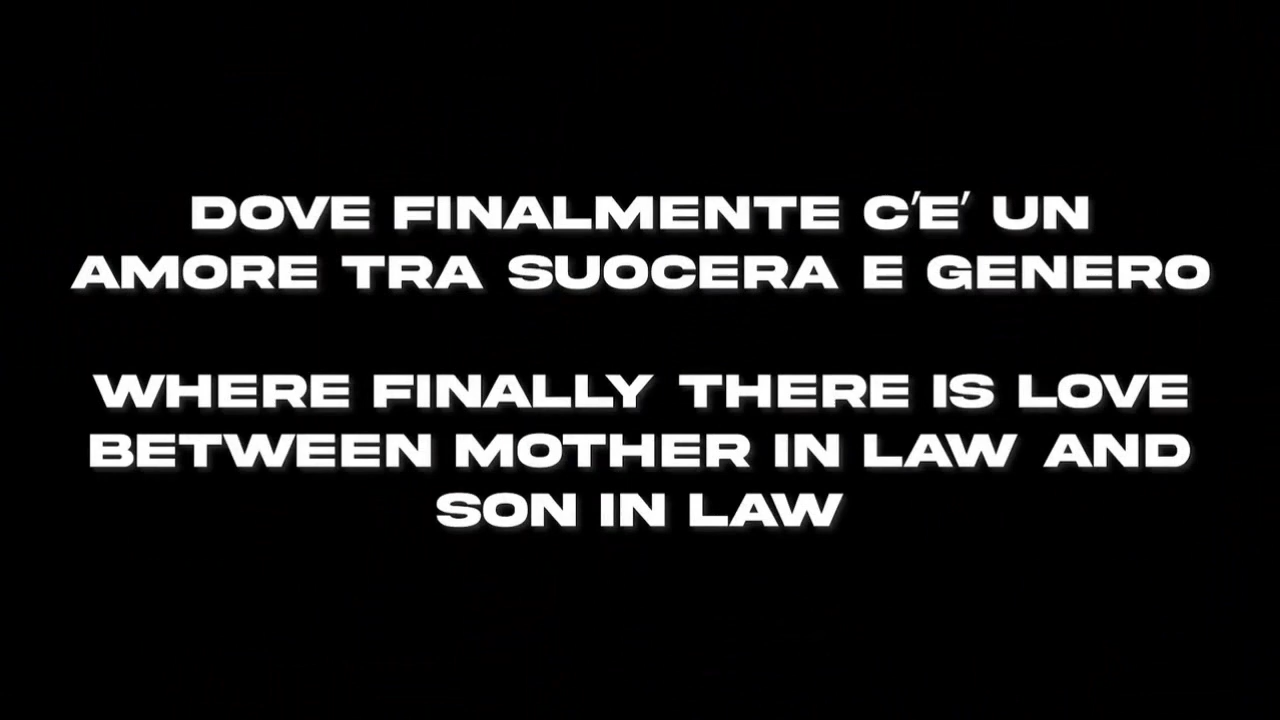 DOVE FINALMENTE C'E' UN
AMORE TRA SUOCERA E GENERO
WHERE FINALLY THERE IS LOVE
BETWEEN MOTHER IN LAW AND
SON IN LAW